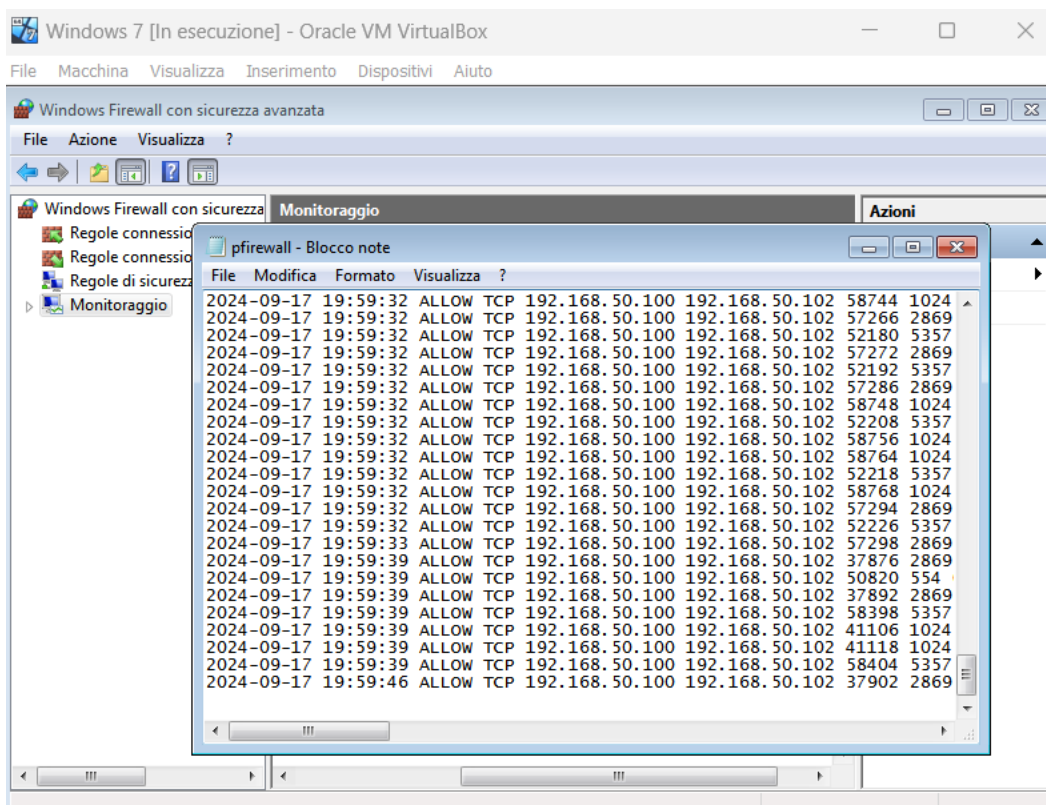 Windows 7 [In esecuzione] - Oracle VM VirtualBox
File Macchina Visualizza Inserimento Dispositivi Aiuto
Windows Firewall con sicurezza avanzata
File Azione Visualizza ?
Windows Firewall con sicurezza
Regole connessio
Regole connessio
Regole di sicurezz
Monitoraggio
Monitoraggio
Azioni
pfirewall - Blocco note
File Modifica Formato Visualizza ?
2024-09-17 19:59:32 ALLOW TCP 192.168.50.100 192.168.50.102 58744 1024
2024-09-17 19:59:32 ALLOW TCP 192.168.50.100 192.168.50.102 57266 2869
2024-09-17 19:59:32 ALLOW TCP 192.168.50.100 192.168.50.102 52180 5357
2024-09-17 19:59:32 ALLOW TCP 192.168.50.100 192.168.50.102 57272 2869
2024-09-17 19:59:32 ALLOW TCP 192.168.50.100 192.168.50.102 52192 5357
2024-09-17 19:59:32 ALLOW TCP 192.168.50.100 192.168.50.102 57286 2869
2024-09-17 19:59:32 ALLOW TCP 192.168.50.100 192.168.50.102 58748 1024
2024-09-17 19:59:32 ALLOW TCP 192.168.50.100 192.168.50.102 52208 5357
2024-09-17 19:59:32 ALLOW TCP 192.168.50.100 192.168.50.102 58756 1024
2024-09-17 19:59:32 ALLOW TCP 192.168.50.100 192.168.50.102 58764 1024
2024-09-17 19:59:32 ALLOW TCP 192.168.50.100 192.168.50.102 52218 5357
2024-09-17 19:59:32 ALLOW TCP 192.168.50.100 192.168.50.102 58768 1024
2024-09-17 19:59:32 ALLOW TCP 192.168.50.100 192.168.50.102 57294 2869
2024-09-17 19:59:32 ALLOW TCP 192.168.50.100 192.168.50.102 52226 5357
2024-09-17 19:59:33 ALLOW TCP 192.168.50.100 192.168.50.102 57298 2869
2024-09-17 19:59:39 ALLOW TCP 192.168.50.100 192.168.50.102 37876 2869
2024-09-17 19:59:39 ALLOW TCP 192.168.50.100 192.168.50.102 50820 554
2024-09-17 19:59:39 ALLOW TCP 192.168.50.100 192.168.50.102 37892 2869
2024-09-17 19:59:39 ALLOW TCP 192.168.50.100 192.168.50.102 58398 5357
2024-09-17 19:59:39 ALLOW TCP 192.168.50.100 192.168.50.102 41106 1024
2024-09-17 19:59:39 ALLOW TCP 192.168.50.100 192.168.50.102 41118 1024
2024-09-17 19:59:39 ALLOW TCP 192.168.50.100 192.168.50.102 58404 5357
2024-09-17 19:59:46 ALLOW TCP 192.168.50.100 192.168.50.102 37902 2869